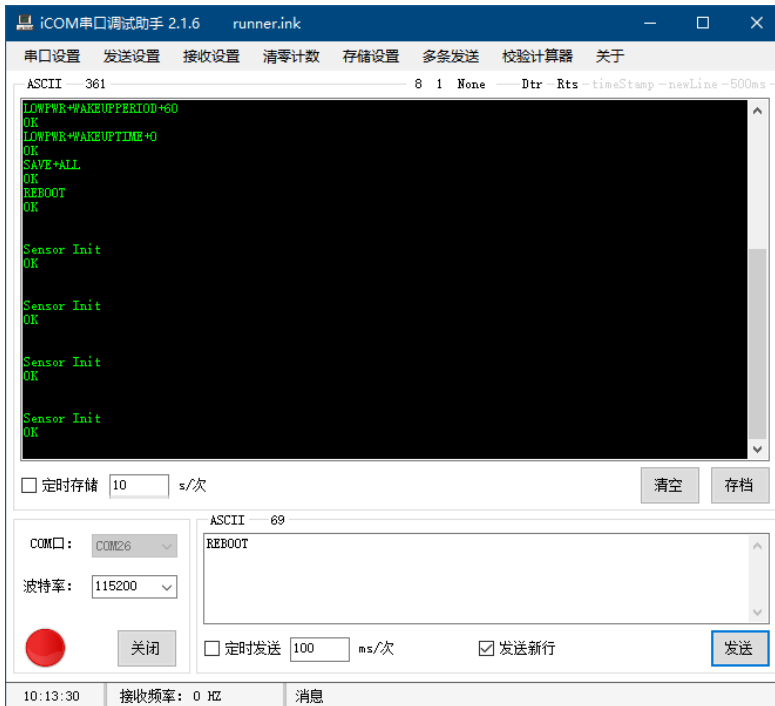 iCOM串口调试助手 2.1.6 runner.ink
串口设置 发送设置 接收设置 清零计数 存储设置 多条发送 校验计算器 关于
ASCII 361 8 1 None Dtr Rts timeStamp newLine 500ms
LOWPWR+WAKEUPPERIOD+60
OK
LOWPWR+WAKEUPTIME+0
OK
SAVE+ALL
OK
REBOOT
OK
Sensor Init
OK
Sensor Init
OK
Sensor Init
OK
Sensor Init
OK
定时存储 10 s/次 清空 存档
ASCII 69
COM口: COM26
REBOOT
波特率: 115200
关闭
定时发送 100 ms/次 发送新行 发送
10:13:30 接收频率: 0 HZ 消息